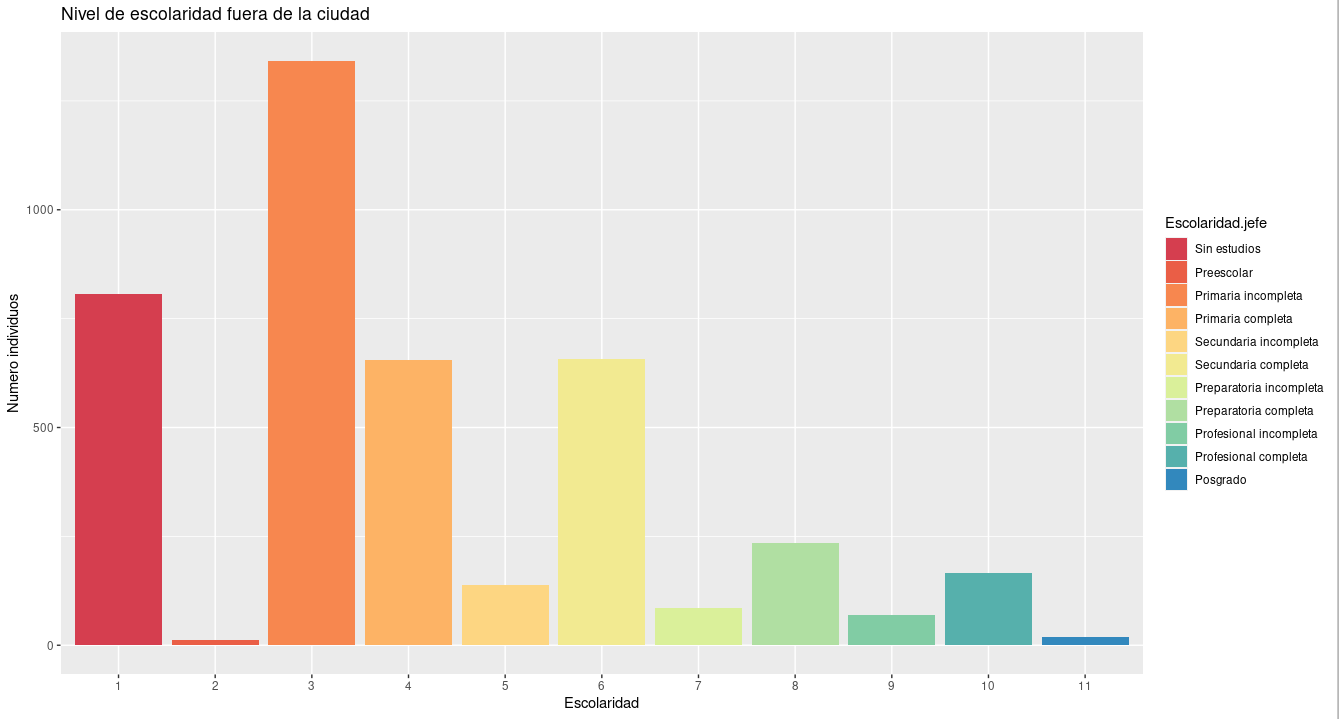 Nivel de escolaridad fuera de la ciudad
Numero individuos
1000
500
0
1 2 3 4 5 6 7 8 9 10 11
Escolaridad
Escolaridad.jefe
Sin estudios
Preescolar
Primaria incompleta
Primaria completa
Secundaria incompleta
Secundaria completa
Preparatoria incompleta
Preparatoria completa
Profesional incompleta
Profesional completa
Posgrado